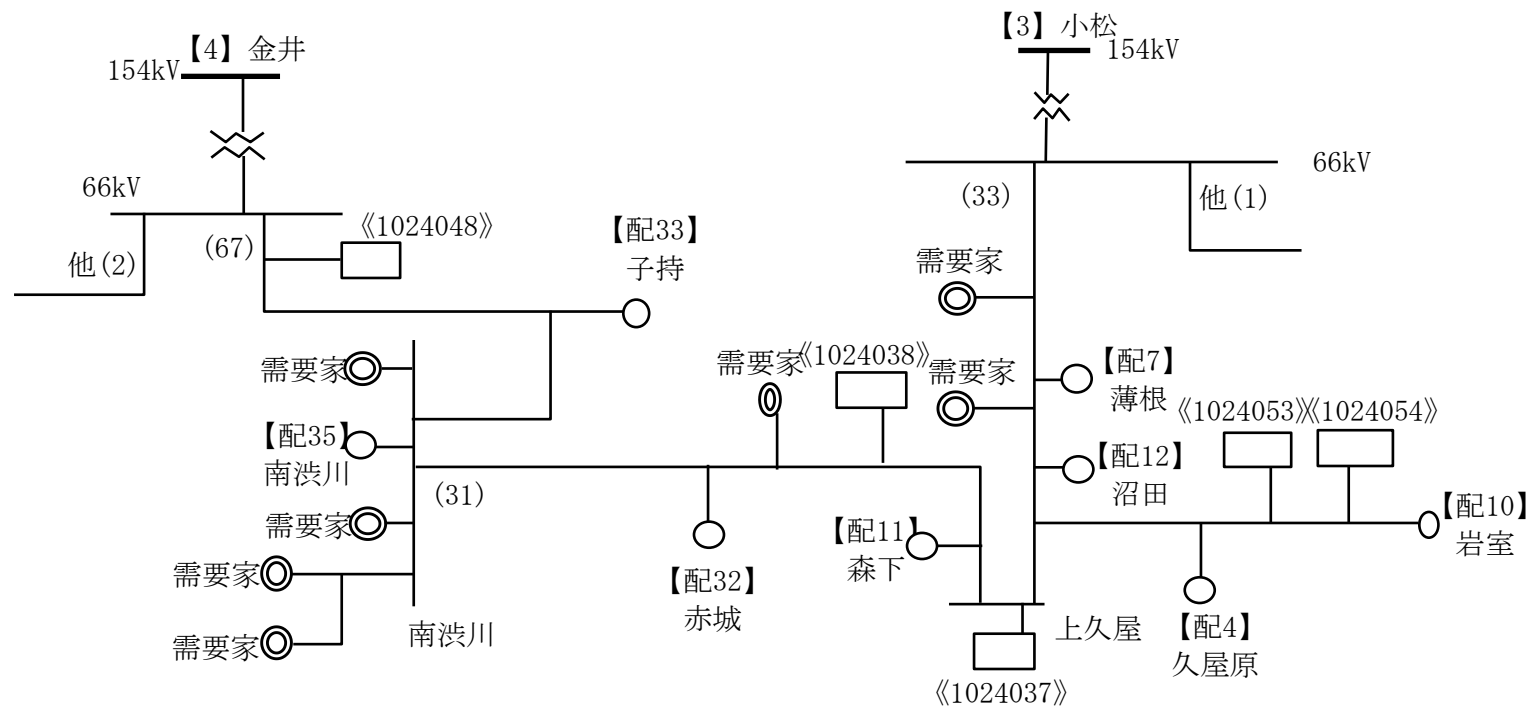 【4】金井
154kV
66kV
(67)
《1024048》
他(2)
【配33】
子持
需要家
【配35】
南渋川
需要家
(31)
需要家
需要家
南渋川
【配32】
赤城
需要家
《1024038》
【3】小松
154kV
66kV
(33)
他(1)
需要家
需要家
【配7】
薄根
【配12】
沼田
《1024053》
《1024054》
【配10】
岩室
【配11】
森下
上久屋
【配4】
久屋原
《1024037》